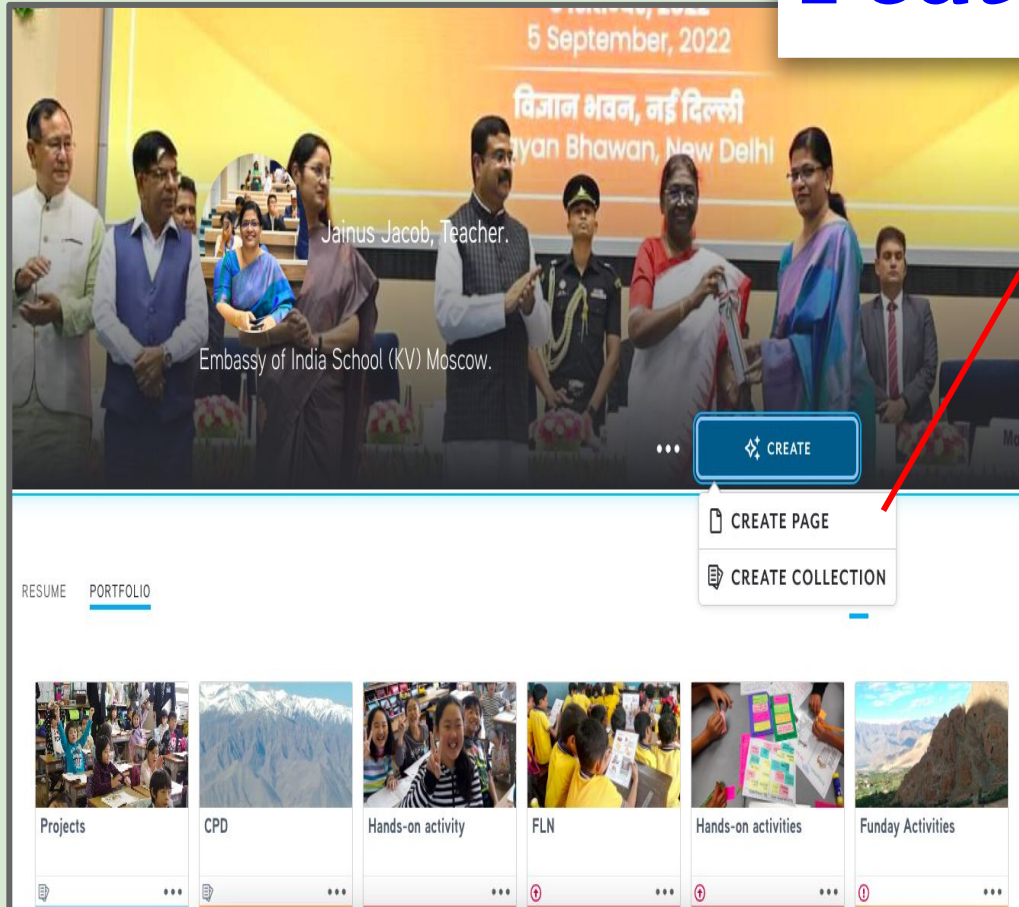 5 September, 2022
विज्ञान भवन, नई दिल्ली
yan Bhawan, New Delhi
Jainus Jacob, Teacher.
Embassy of India School (KV) Moscow.
••• CREATE
CREATE PAGE
CREATE COLLECTION
RESUME PORTFOLIO
Projects CPD Hands-on activity FLN Hands-on activities Funday Activities